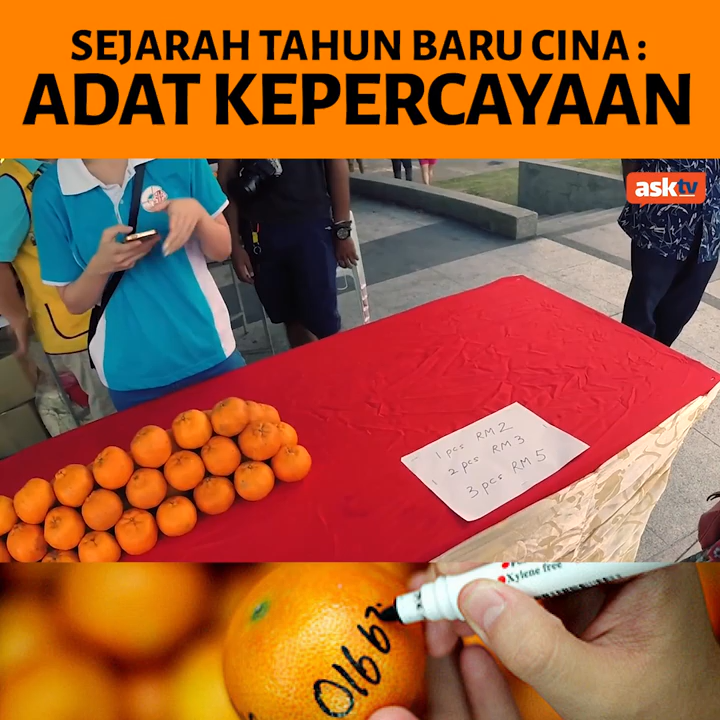 SEJARAH TAHUN BARU CINA :
ADAT KEPERCAYAAN
asktv
1 pcs RM 2
2 pcs RM 3
3 pcs RM 5
Xylene free